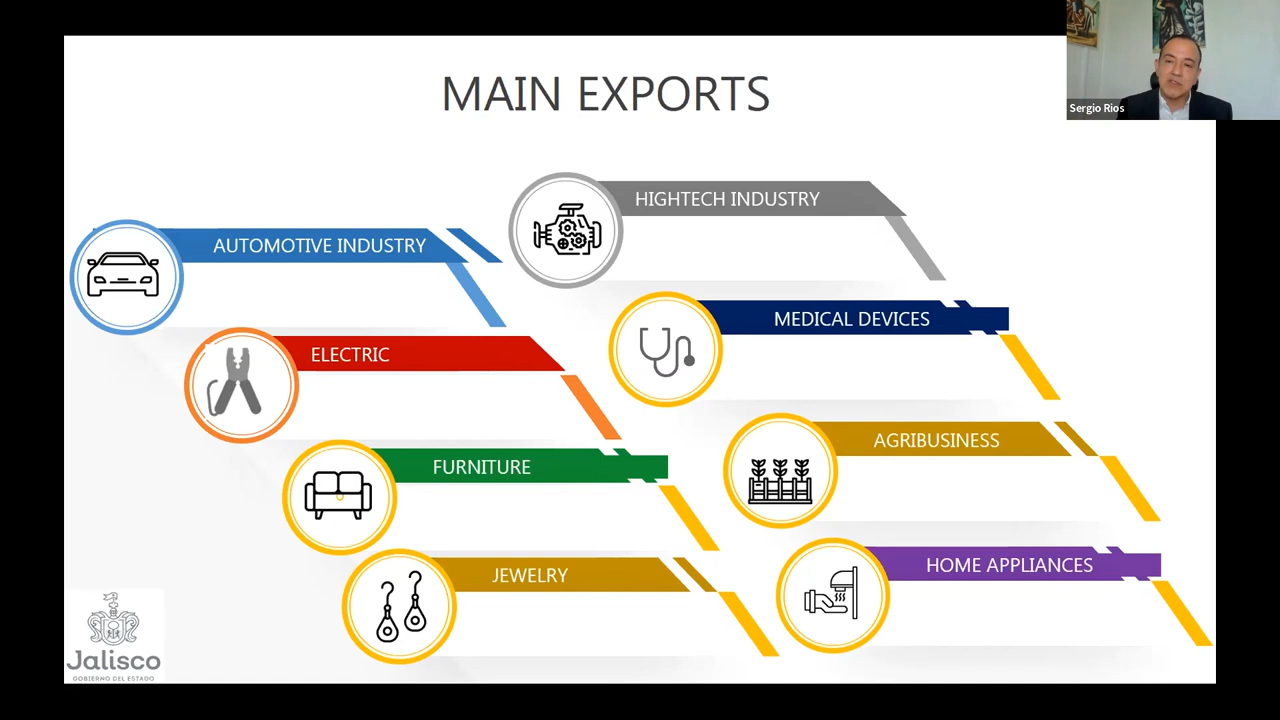 MAIN EXPORTS
Sergio Rios
HIGHTECH INDUSTRY
AUTOMOTIVE INDUSTRY
MEDICAL DEVICES
ELECTRIC
AGRIBUSINESS
FURNITURE
HOME APPLIANCES
JEWELRY
Jalisco
GOBIERNO DEL ESTADO